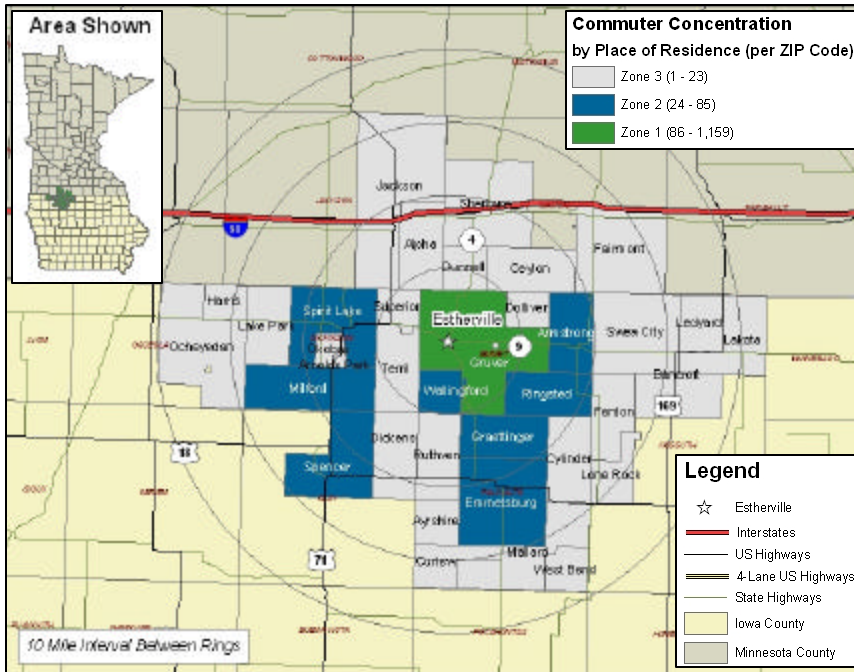 Area Shown
Commuter Concentration
by Place of Residence (per ZIP Code)
Zone 3 (1 - 23)
Zone 2 (24 - 85)
Zone 1 (86 - 1,159)
Jackson
Sherburn
Alpha
4
Fairmont
Dunnell
Ceylon
Harris
Spirit Lake
Superior
Dolliver
Estherville
Lake Park
Armstrong
Swea City
Ledyard
Lakota
Ocheyedan
Okoboji
9
Arnolds Park
Terril
Gruver
Bancroft
Milford
Wallingford
Ringsted
Fenton
169
Dickens
Graettinger
18
Ruthven
Cylinder
Spencer
Lone Rock
Emmetsburg
Ayrshire
71
Curlew
Mallard
West Bend
10 Mile Interval Between Rings
Legend
Estherville
Interstates
US Highways
4-Lane US Highways
State Highways
Iowa County
Minnesota County